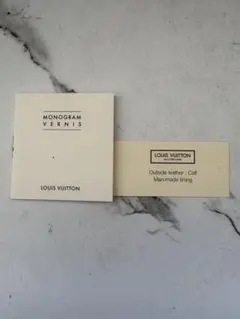 MONOGRAM
VERNIS
LOUIS VUITTON
LOUIS VUITTON
Outside leather : Calf
Man-made lining